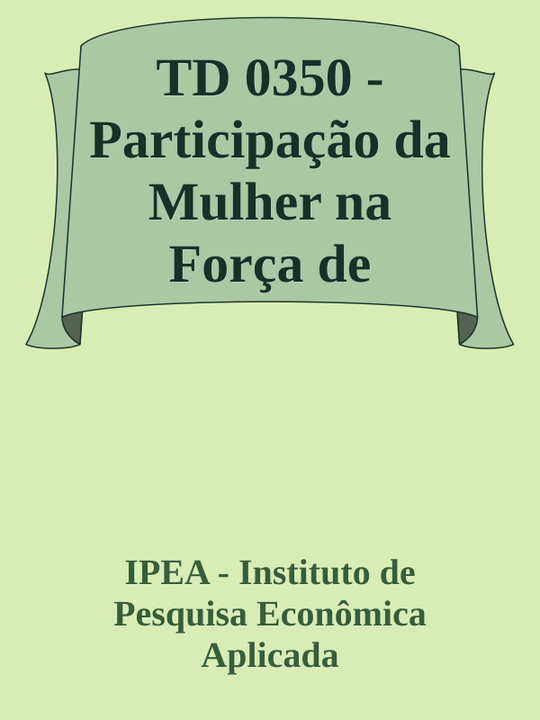 TD 0350 -
Participação da
Mulher na
Força de
IPEA - Instituto de
Pesquisa Econômica
Aplicada